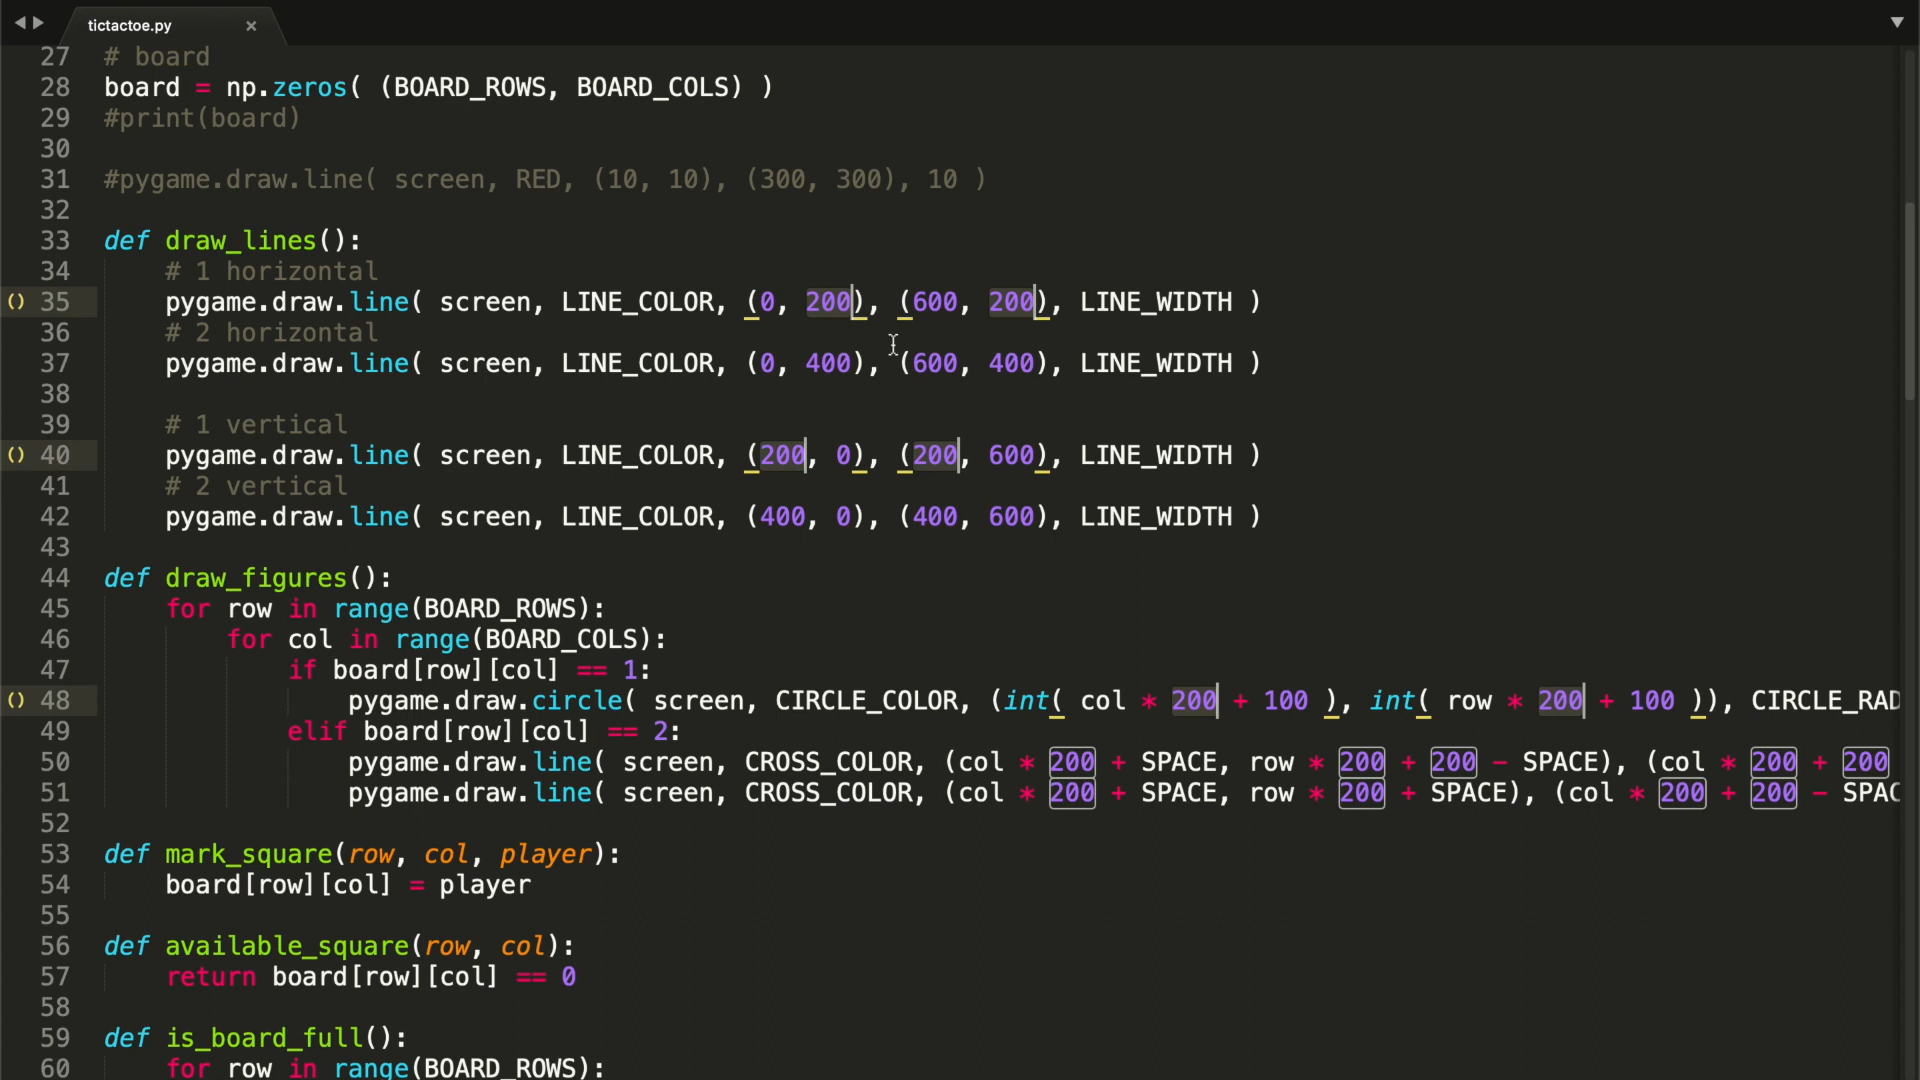 tictactoe.py ×
27 # board
28 board = np.zeros( (BOARD_ROWS, BOARD_COLS) )
29 #print(board)
30
31 #pygame.draw.line( screen, RED, (10, 10), (300, 300), 10 )
32
33 def draw_lines():
34     # 1 horizontal
() 35     pygame.draw.line( screen, LINE_COLOR, (0, 200), (600, 200), LINE_WIDTH )
36     # 2 horizontal
37     pygame.draw.line( screen, LINE_COLOR, (0, 400), (600, 400), LINE_WIDTH )
38
39     # 1 vertical
() 40     pygame.draw.line( screen, LINE_COLOR, (200, 0), (200, 600), LINE_WIDTH )
41     # 2 vertical
42     pygame.draw.line( screen, LINE_COLOR, (400, 0), (400, 600), LINE_WIDTH )
43
44 def draw_figures():
45     for row in range(BOARD_ROWS):
46         for col in range(BOARD_COLS):
47             if board[row][col] == 1:
() 48                 pygame.draw.circle( screen, CIRCLE_COLOR, (int( col * 200 + 100 ), int( row * 200 + 100 )), CIRCLE_RAD
49             elif board[row][col] == 2:
50                 pygame.draw.line( screen, CROSS_COLOR, (col * 200 + SPACE, row * 200 + 200 - SPACE), (col * 200 + 200
51                 pygame.draw.line( screen, CROSS_COLOR, (col * 200 + SPACE, row * 200 + SPACE), (col * 200 + 200 - SPAC
52
53 def mark_square(row, col, player):
54     board[row][col] = player
55
56 def available_square(row, col):
57     return board[row][col] == 0
58
59 def is_board_full():
60     for row in range(BOARD_ROWS):